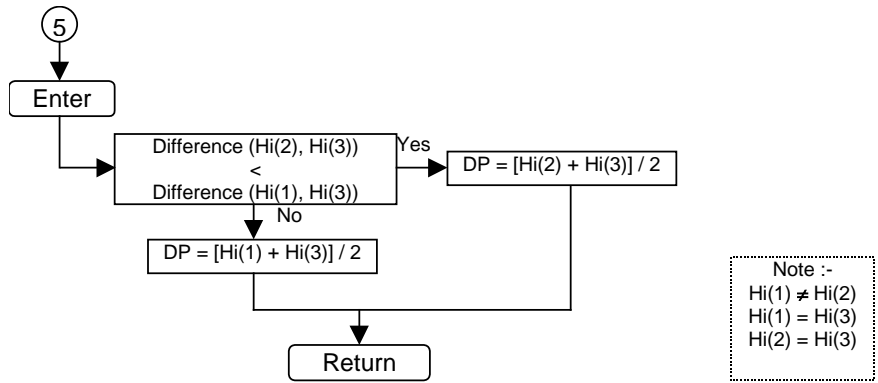 5
Enter
Difference (Hi(2), Hi(3))
<
Difference (Hi(1), Hi(3))
Yes
DP = [Hi(2) + Hi(3)] / 2
No
DP = [Hi(1) + Hi(3)] / 2
Return
Note :-
Hi(1) ≠ Hi(2)
Hi(1) = Hi(3)
Hi(2) = Hi(3)